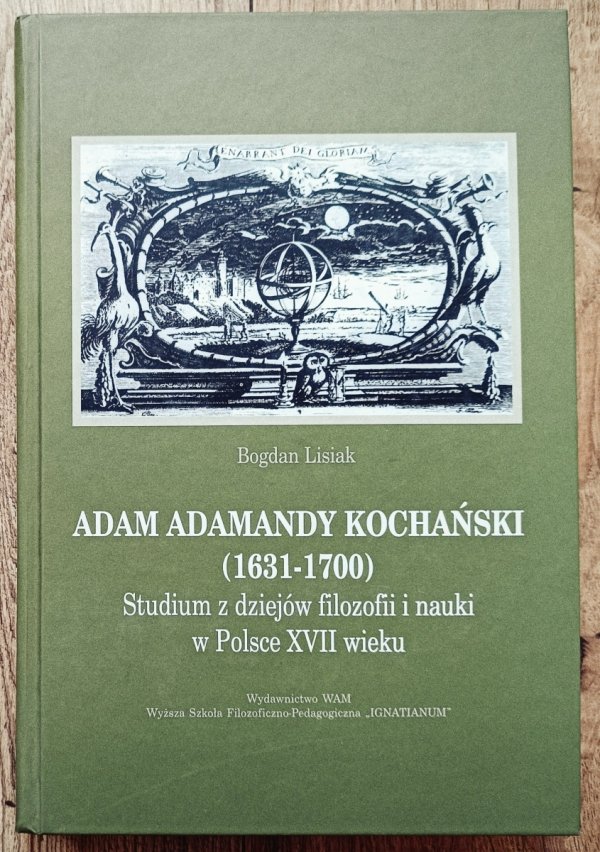 ENARRANT DEI GLORIAM
Bogdan Lisiak
ADAM ADAMANDY KOCHAŃSKI
(1631-1700)
Studium z dziejów filozofii i nauki
w Polsce XVII wieku
Wydawnictwo WAM
Wyższa Szkoła Filozoficzno-Pedagogiczna „IGNATIANUM”